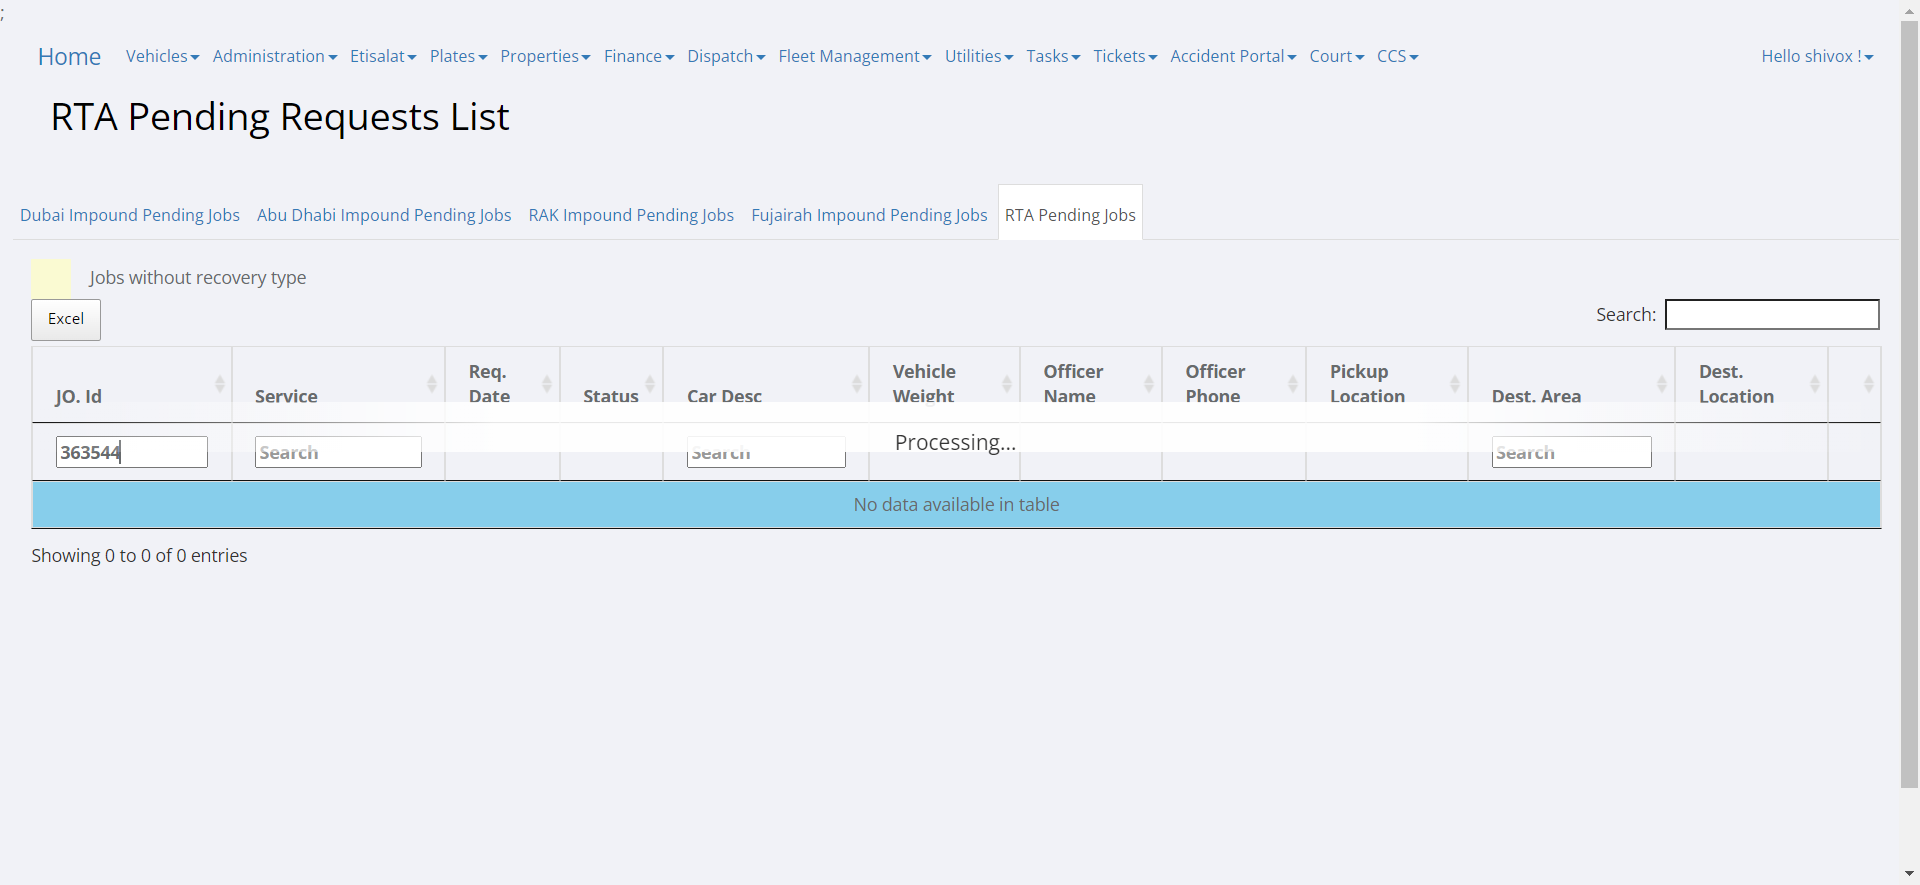 ;
Home Vehicles Administration Etisalat Plates Properties Finance Dispatch Fleet Management Utilities Tasks Tickets Accident Portal Court CCS Hello shivox !
RTA Pending Requests List
Dubai Impound Pending Jobs Abu Dhabi Impound Pending Jobs RAK Impound Pending Jobs Fujairah Impound Pending Jobs RTA Pending Jobs
Jobs without recovery type
Excel Search:
JO. Id Service Req. Date Status Car Desc Vehicle Weight Officer Name Officer Phone Pickup Location Dest. Area Dest. Location
Processing...
363544 Search Search Search
No data available in table
Showing 0 to 0 of 0 entries